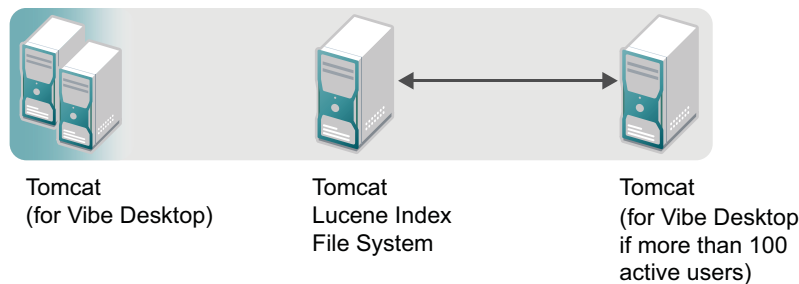 Tomcat
(for Vibe Desktop)
Tomcat
Lucene Index
File System
Tomcat
(for Vibe Desktop
if more than 100
active users)